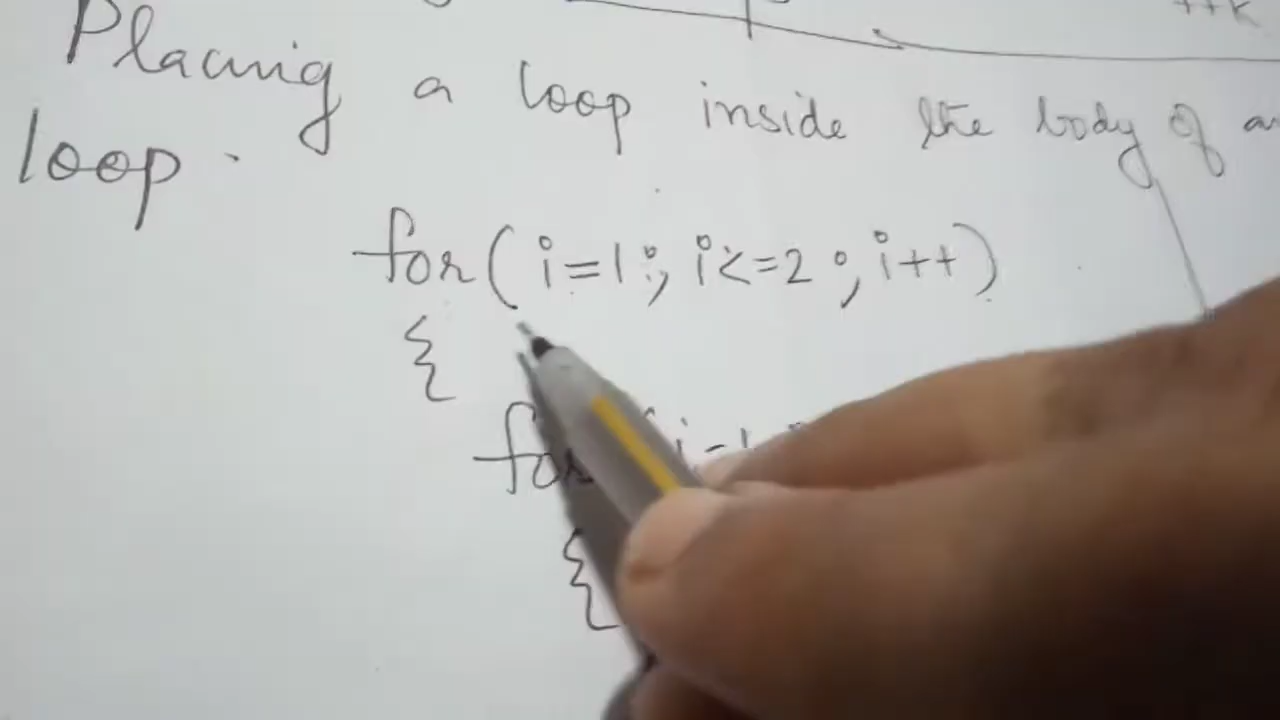 ++k
Placing a loop inside the body of
loop.
for( i=1; i<=2 ; i++)
{
for
{